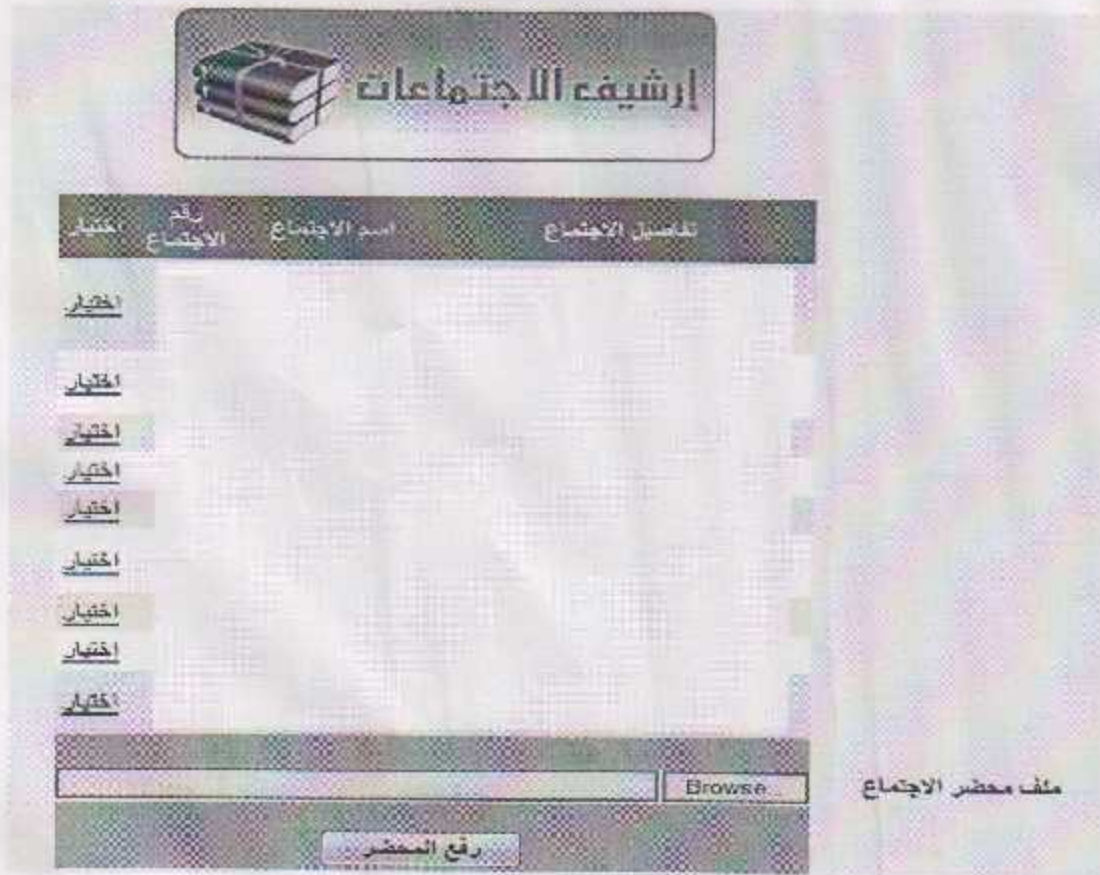 إرشيف الاجتماعات
تفاصيل الاجتماع اسم الاجتماع رقم الاجتماع اختيار
اختيار
اختيار
اختيار
اختيار
اختيار
اختيار
اختيار
اختيار
اختيار
ملف محضر الاجتماع Browse...
رفع المحضر